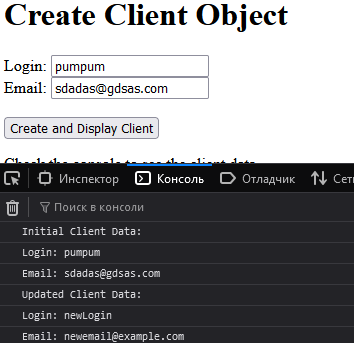 Create Client Object
Login: pumpum
Email: sdadas@gdsas.com
Create and Display Client
Check the console to see the client data
Инспектор Консоль Отладчик
Поиск в консоли
Initial Client Data:
Login: pumpum
Email: sdadas@gdsas.com
Updated Client Data:
Login: newLogin
Email: newemail@example.com